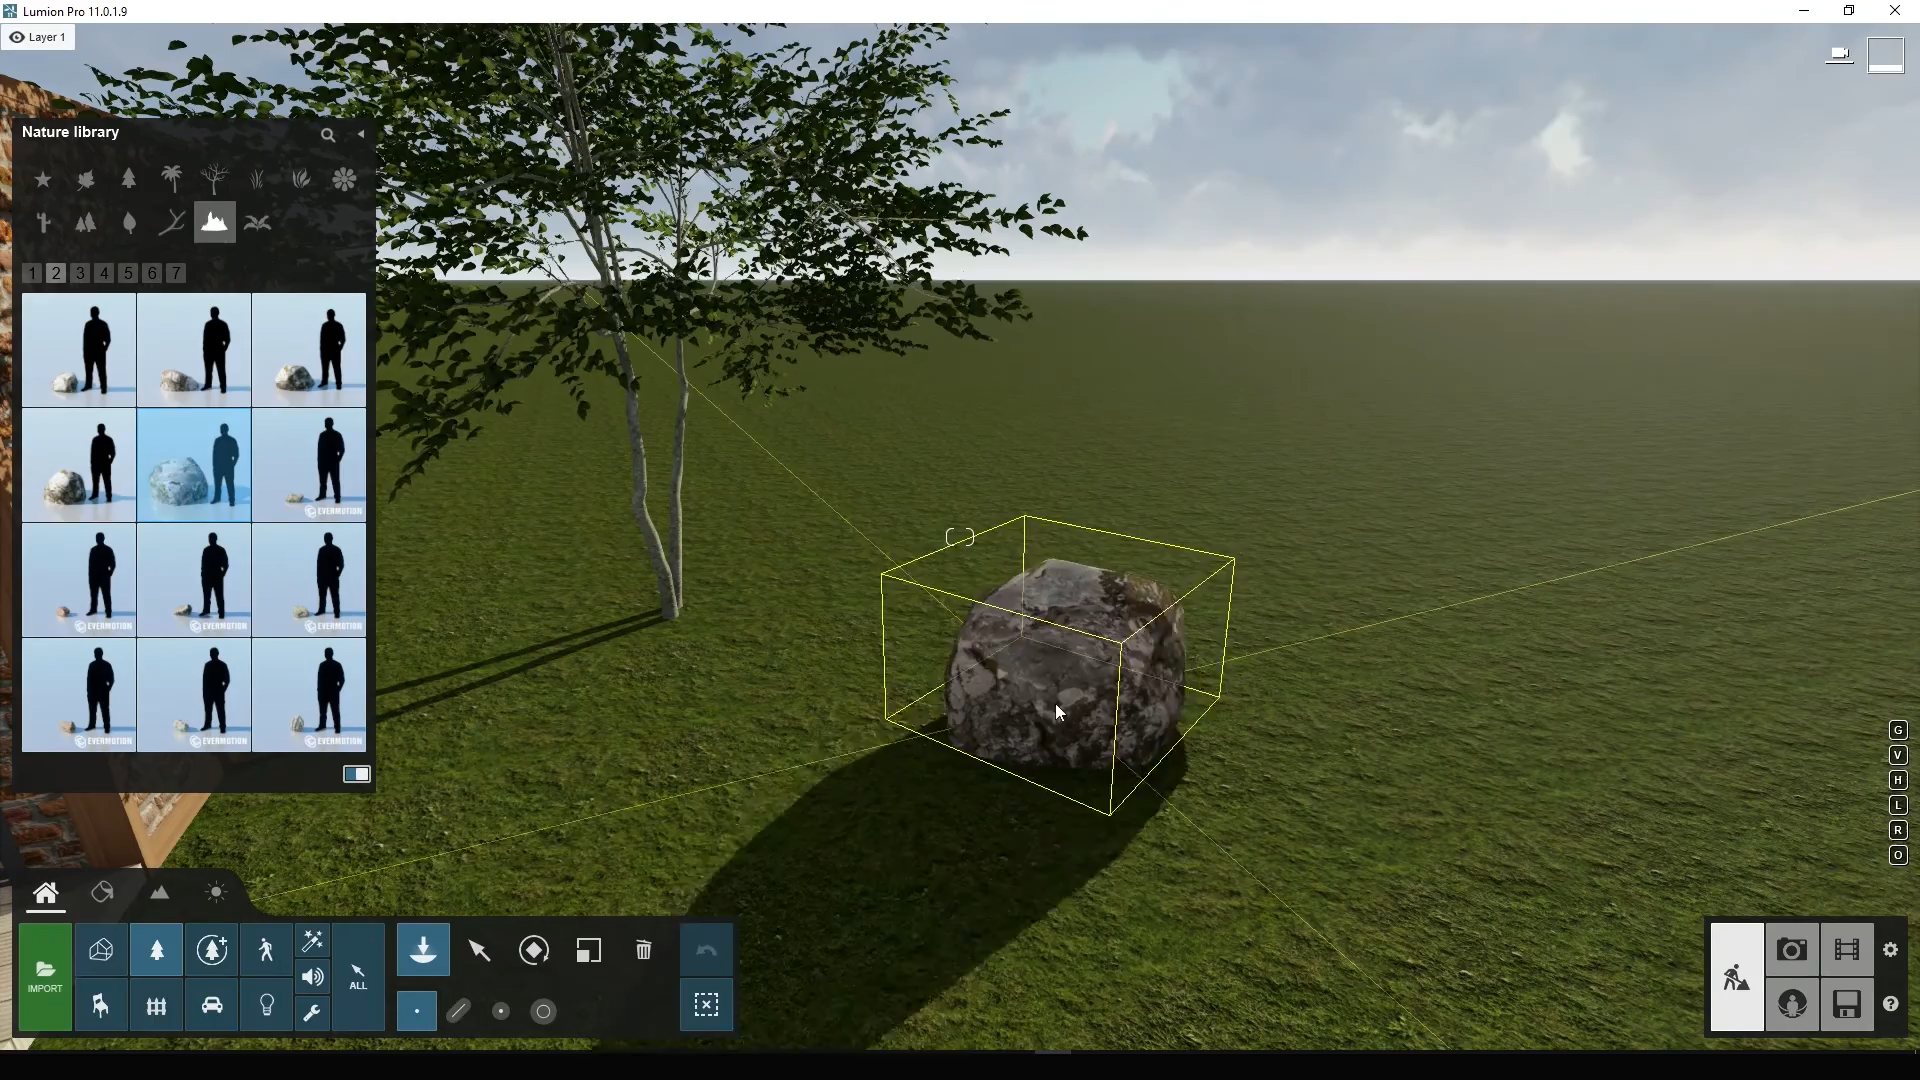 Lumion Pro 11.0.1.9
Layer 1
Nature library
1 2 3 4 5 6 7
EVERMOTION
EVERMOTION EVERMOTION EVERMOTION
EVERMOTION EVERMOTION EVERMOTION
G
V
H
L
R
O
IMPORT
ALL
?